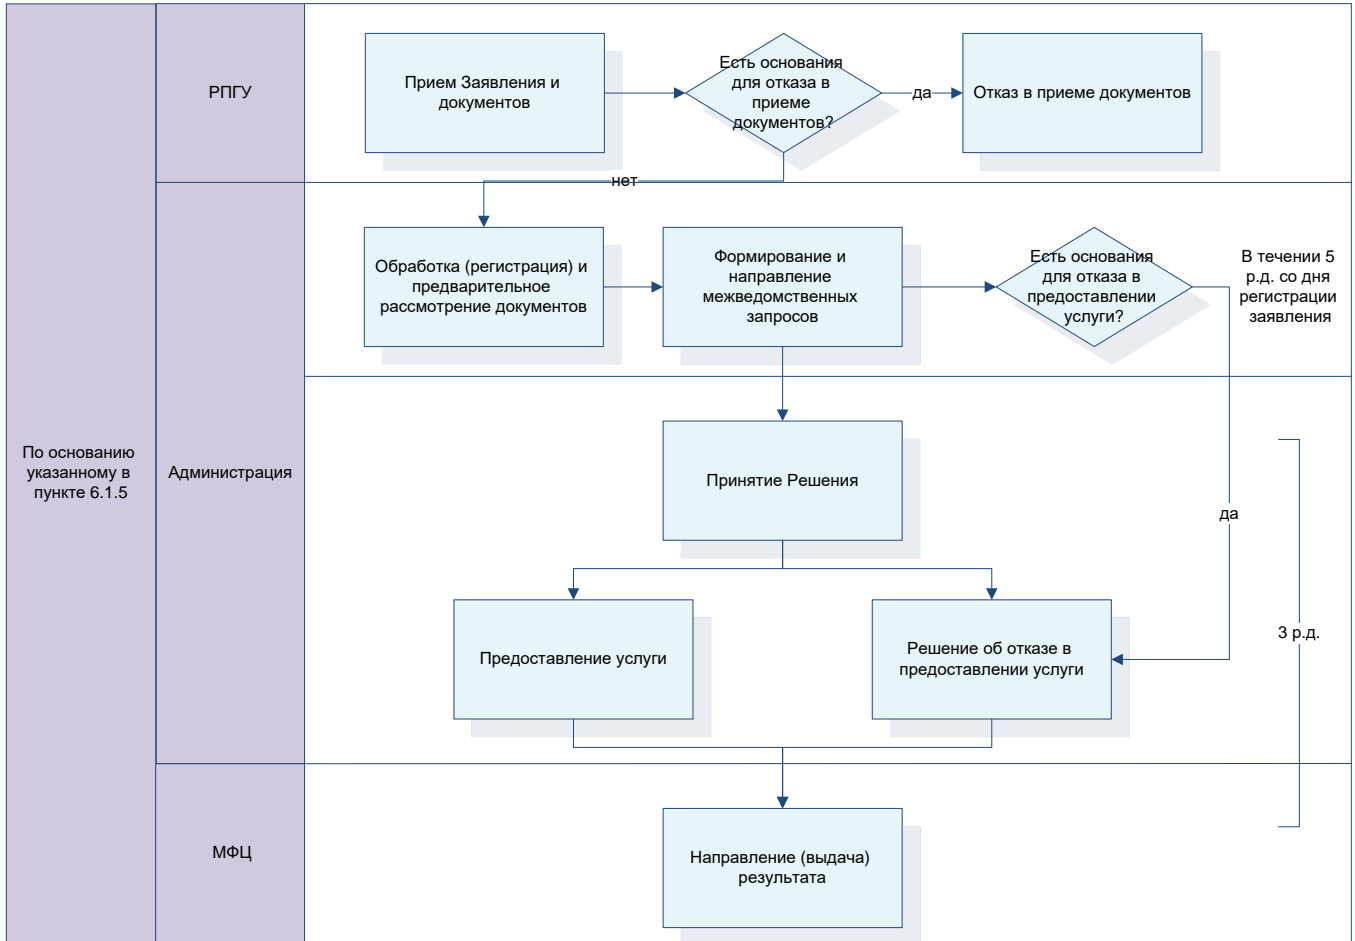 РПГУ
Прием Заявления и
документов
Есть основания
для отказа в
приеме
документов?
да
Отказ в приеме документов
нет
По основанию
указанному в
пункте 6.1.5
Администрация
Обработка (регистрация) и
предварительное
рассмотрение документов
Формирование и
направление
межведомственных
запросов
Есть основания
для отказа в
предоставлении
услуги?
В течении 5
р.д. со дня
регистрации
заявления
Принятие Решения
да
3 р.д.
Предоставление услуги
Решение об отказе в
предоставлении услуги
МФЦ
Направление (выдача)
результата